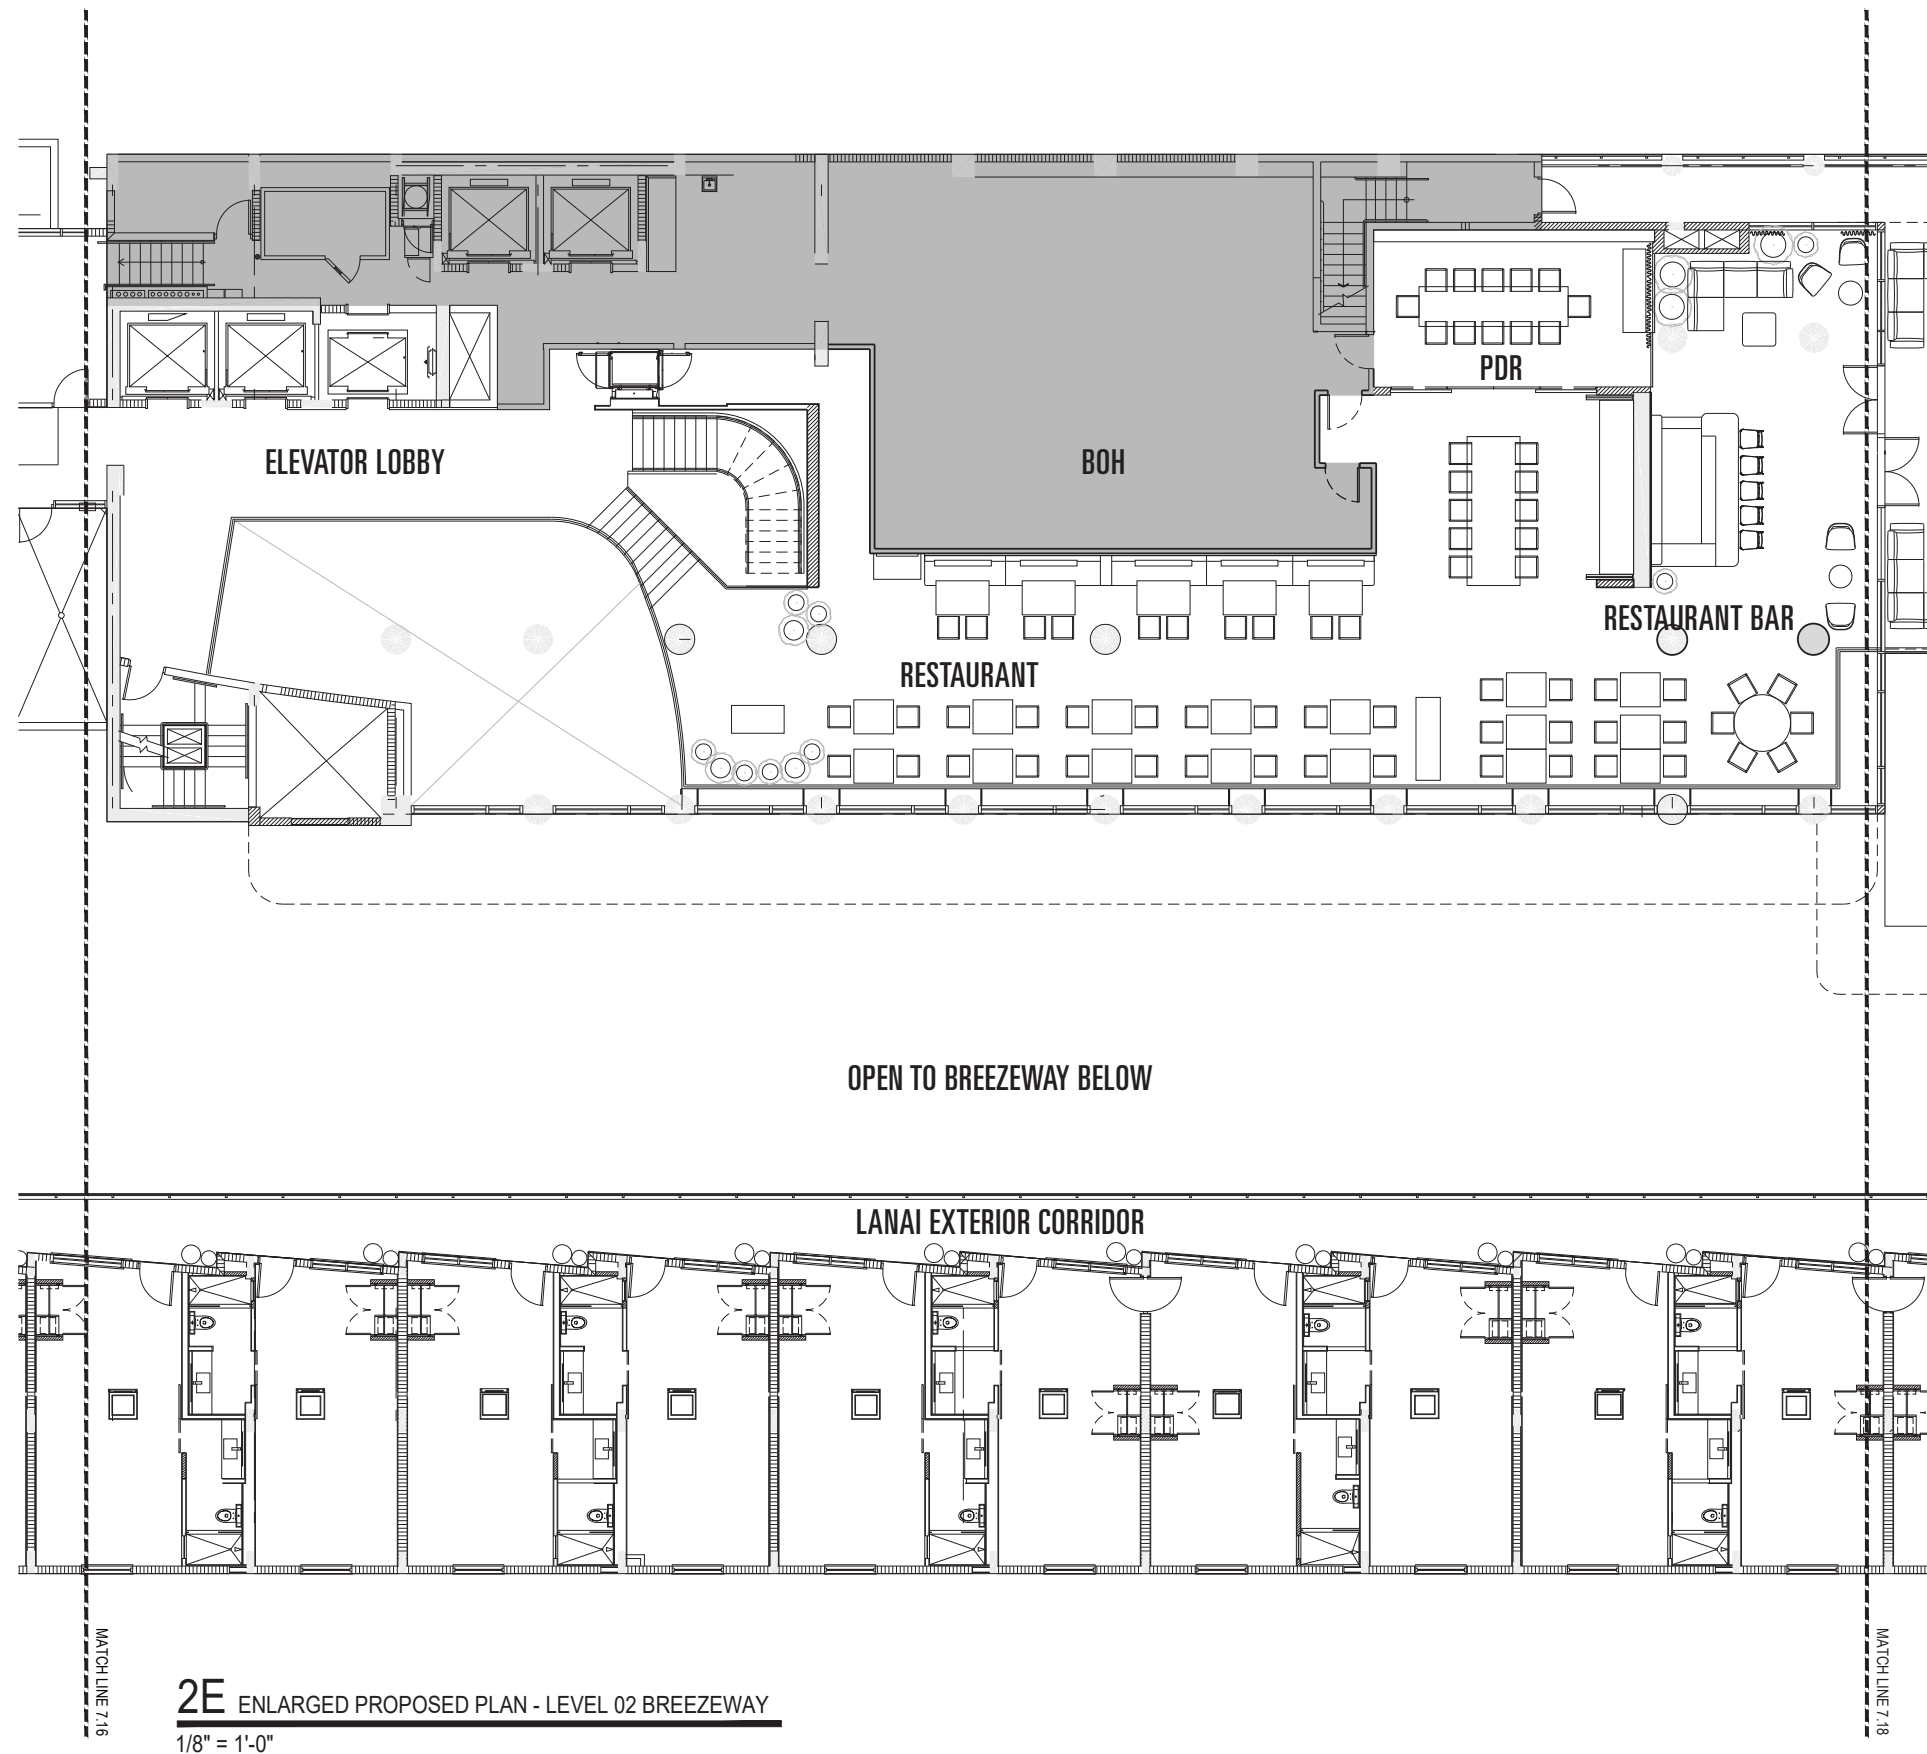 PDR
ELEVATOR LOBBY
BOH
RESTAURANT BAR
RESTAURANT
OPEN TO BREEZEWAY BELOW
LANAI EXTERIOR CORRIDOR
MATCH LINE 7.16
MATCH LINE 7.18
2E ENLARGED PROPOSED PLAN - LEVEL 02 BREEZEWAY
1/8" = 1'-0"